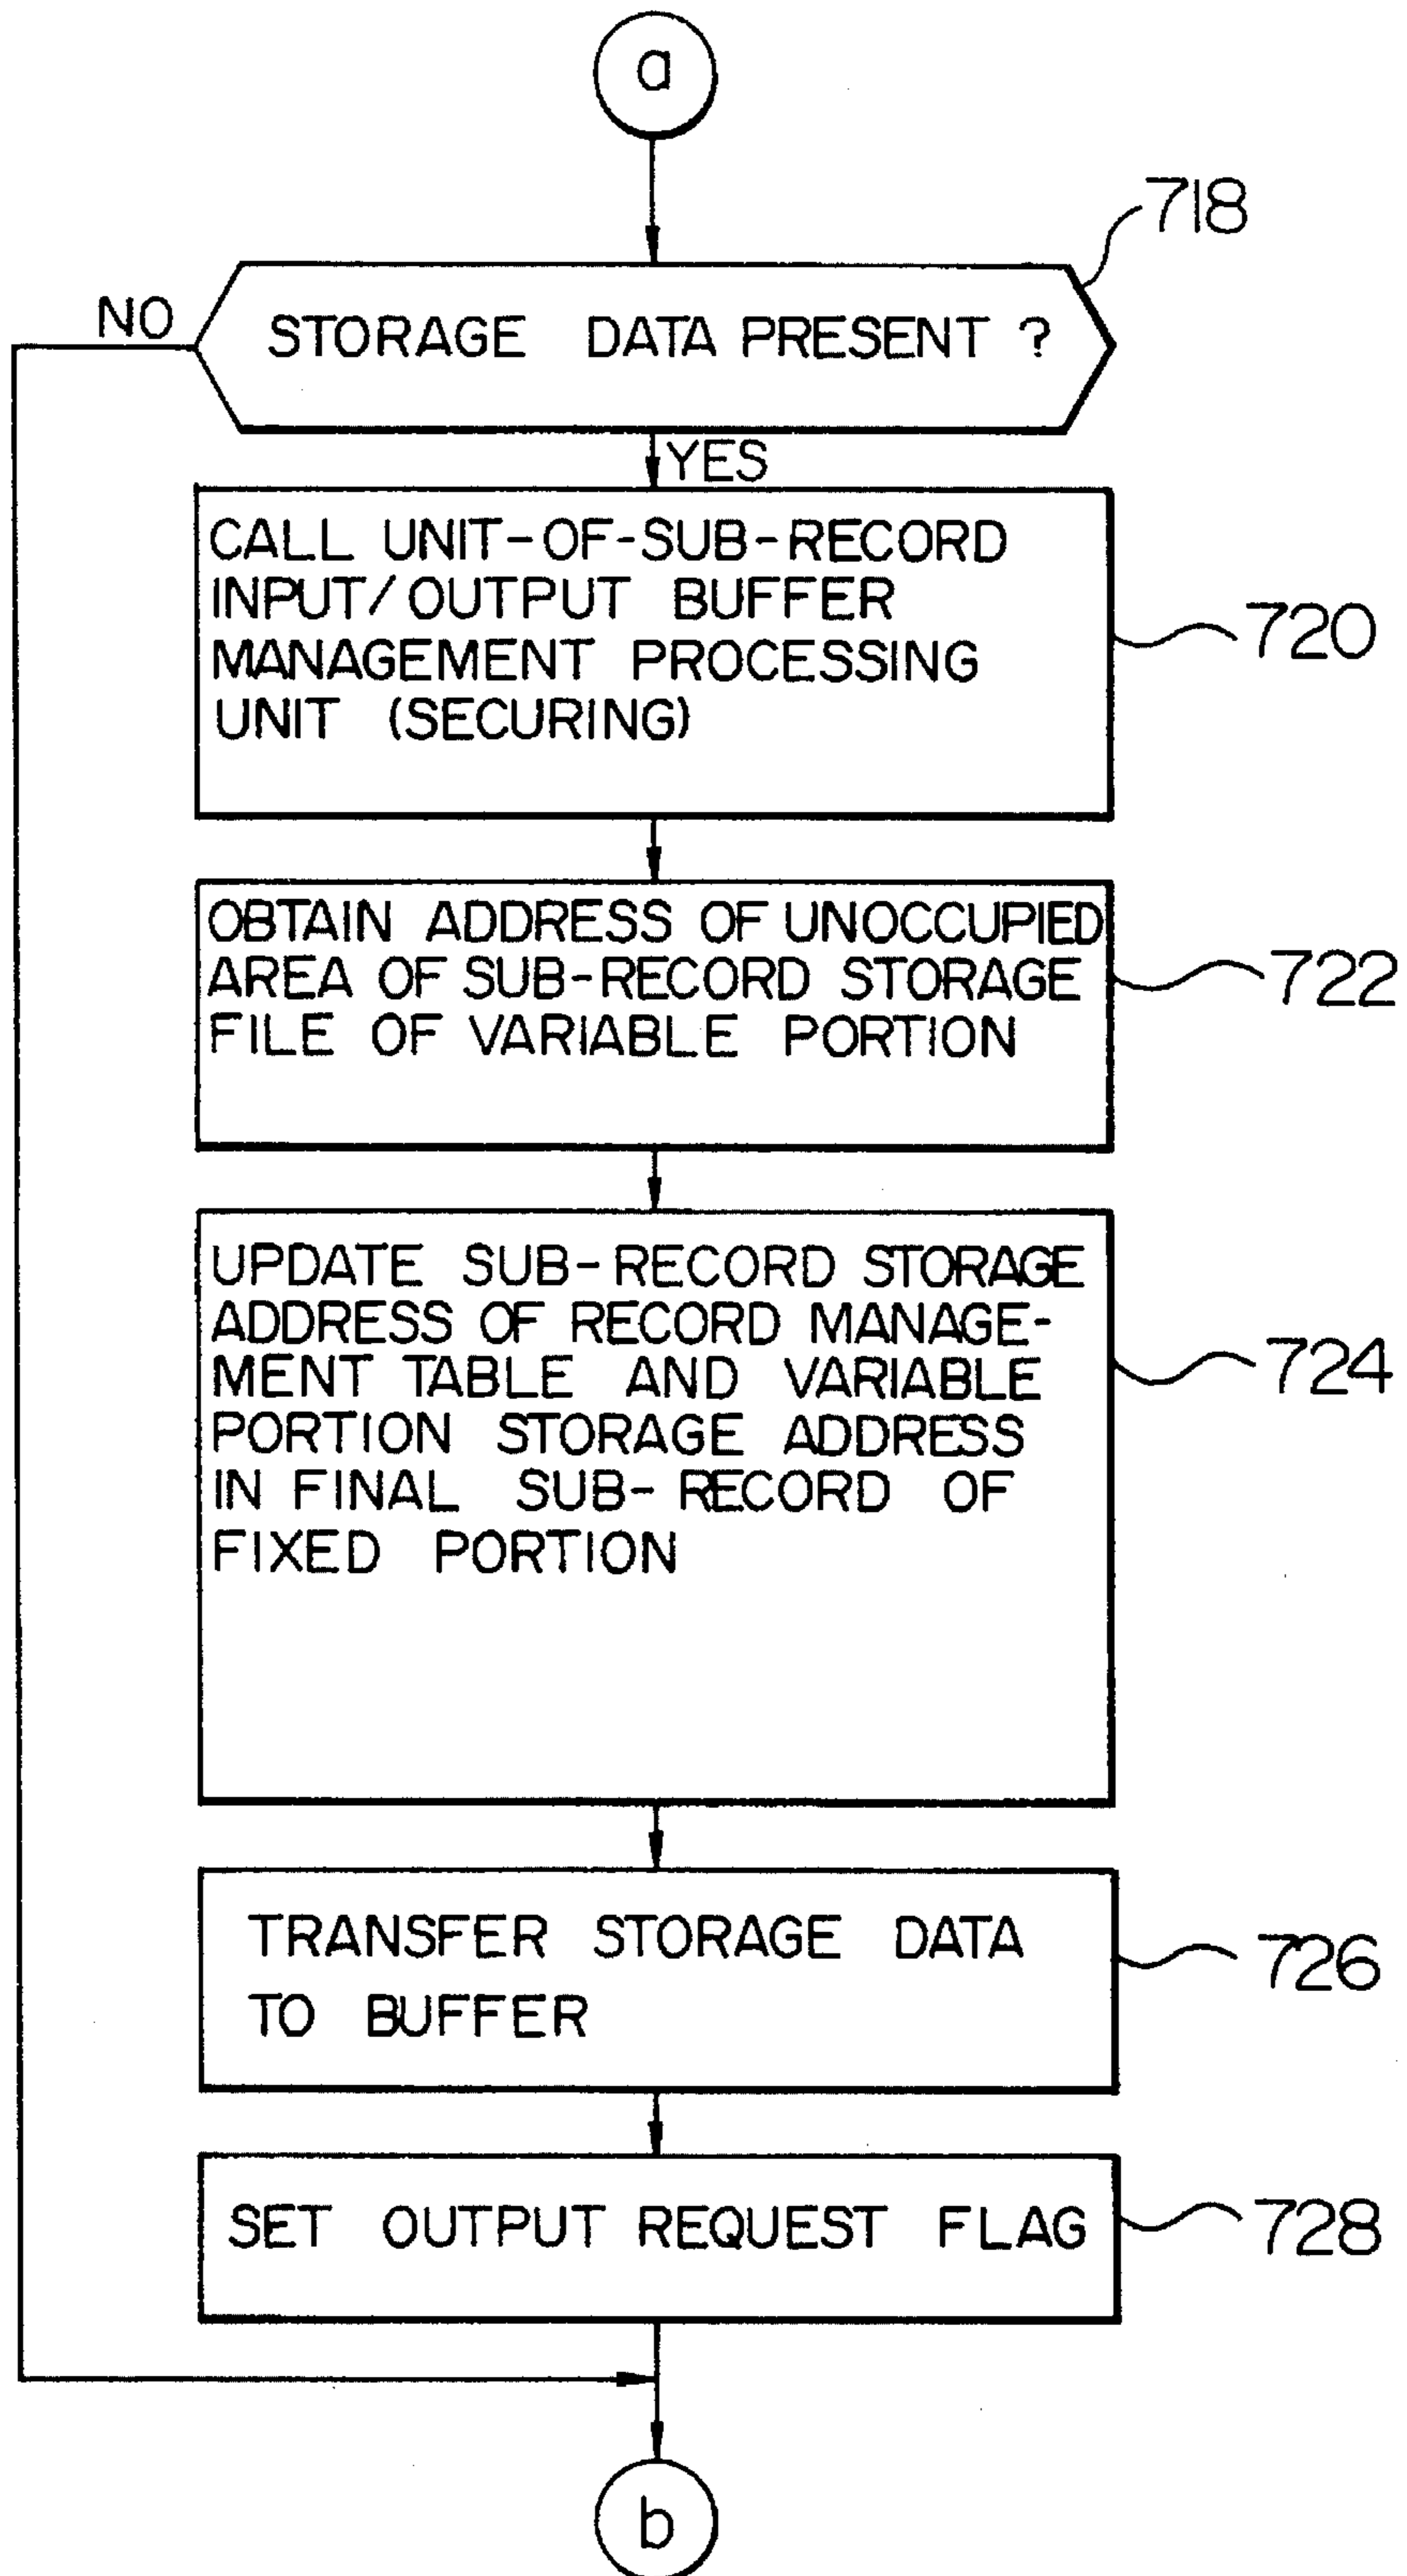 a
718
NO
STORAGE DATA PRESENT ?
YES
CALL UNIT-OF-SUB-RECORD
INPUT/OUTPUT BUFFER
MANAGEMENT PROCESSING
UNIT (SECURING)
720
OBTAIN ADDRESS OF UNOCCUPIED
AREA OF SUB-RECORD STORAGE
FILE OF VARIABLE PORTION
722
UPDATE SUB-RECORD STORAGE
ADDRESS OF RECORD MANAGE-
MENT TABLE AND VARIABLE
PORTION STORAGE ADDRESS
IN FINAL SUB-RECORD OF
FIXED PORTION
724
TRANSFER STORAGE DATA
TO BUFFER
726
SET OUTPUT REQUEST FLAG
728
b